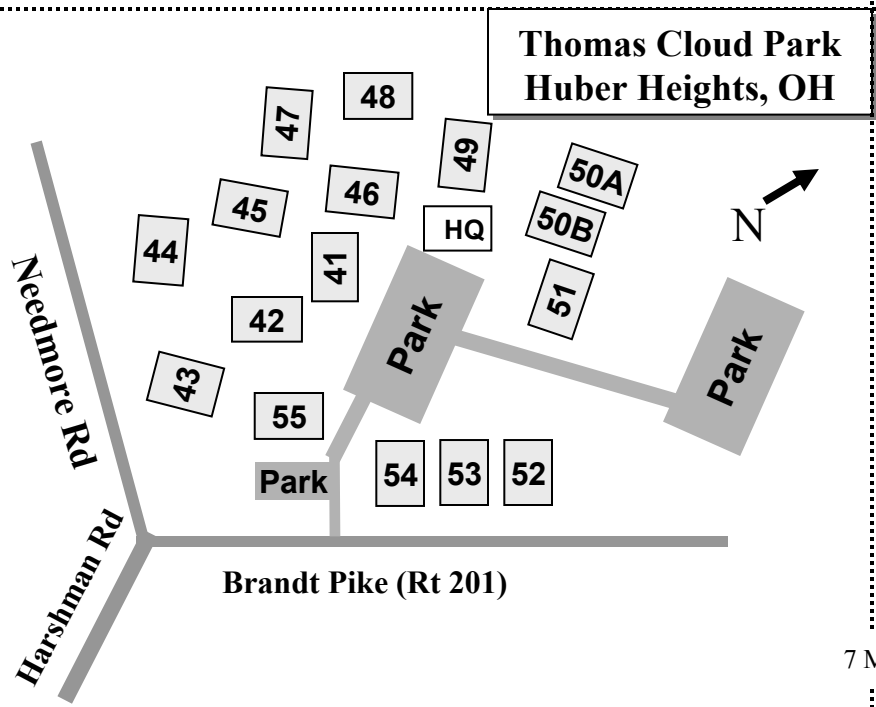 Thomas Cloud Park
Huber Heights, OH
48
47
49
50A
46
45
50B
N
HQ
44
41
51
42
Park
Park
Needmore Rd
43
55
54
53
52
Park
Harshman Rd
Brandt Pike (Rt 201)
7 M